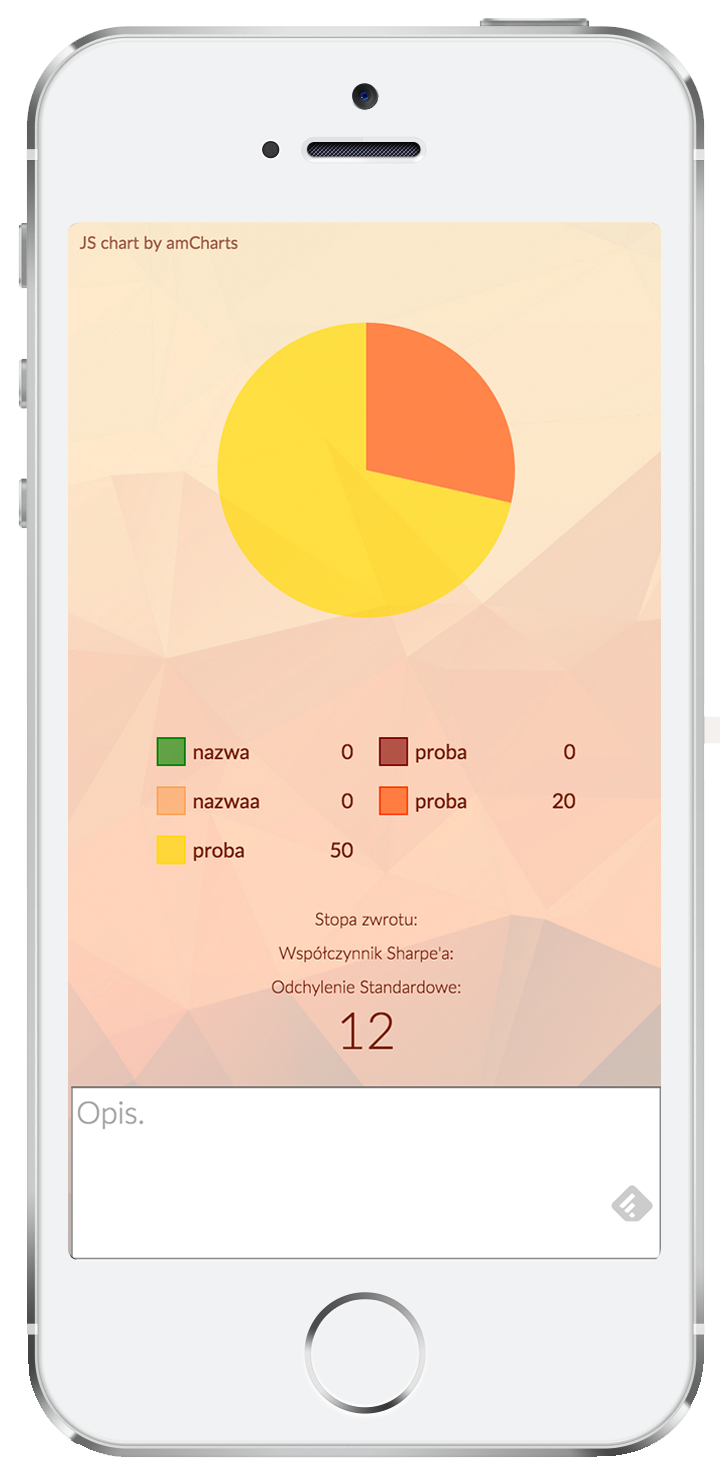 JS chart by amCharts
nazwa 0 proba 0
nazwaa 0 proba 20
proba 50
Stopa zwrotu:
Współczynnik Sharpe'a:
Odchylenie Standardowe:
12
Opis.